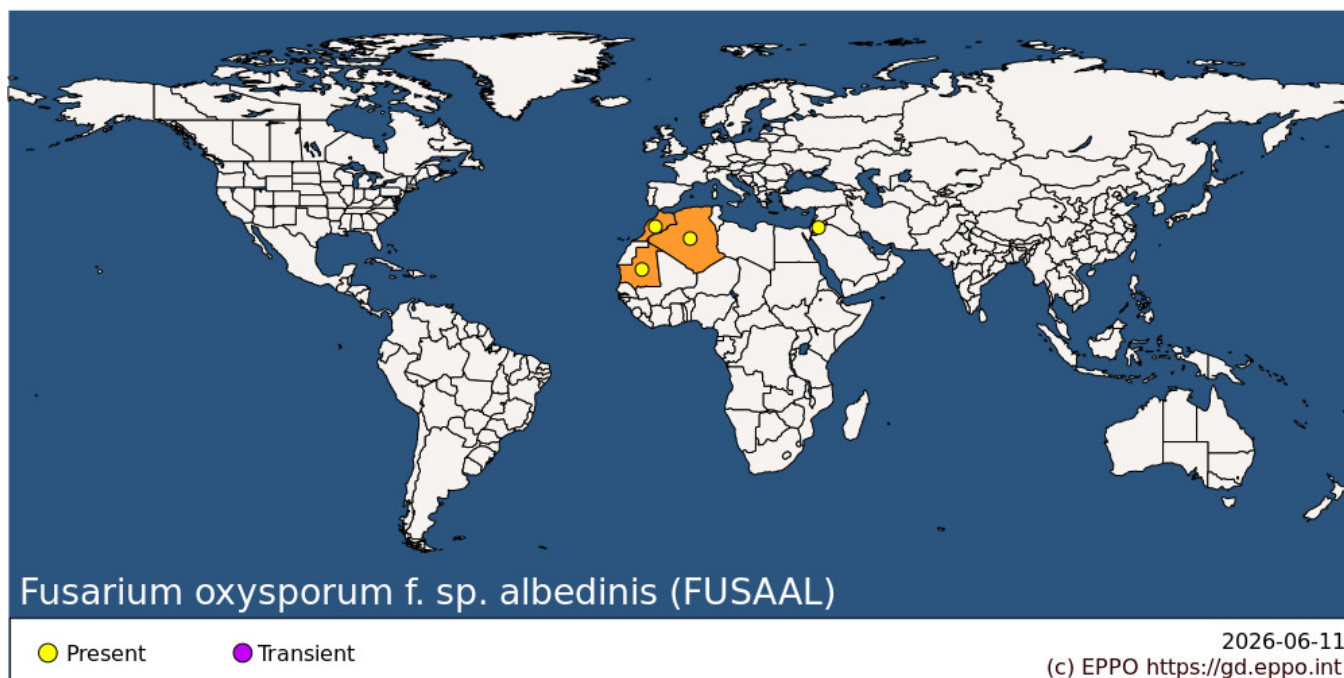 Fusarium oxysporum f. sp. albedinis (FUSAAL)
Present
Transient
2026-06-11
(c) EPPO https://gd.eppo.int